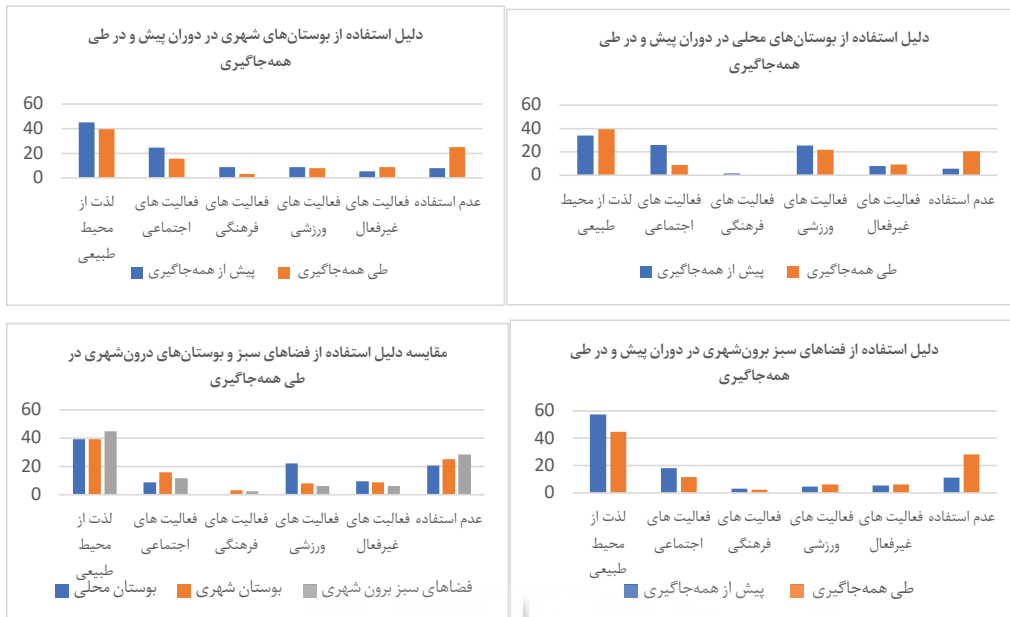 دلیل استفاده از بوستان‌های محلی در دوران پیش و در طی
همه‌جاگیری
60
40
20
0
لذت از محیط طبیعی
فعالیت های اجتماعی
فعالیت های فرهنگی
فعالیت های ورزشی
فعالیت های غیرفعال
عدم استفاده
پیش از همه‌جاگیری
طی همه‌جاگیری
دلیل استفاده از بوستان‌های شهری در دوران پیش و در طی
همه‌جاگیری
60
40
20
0
لذت از محیط طبیعی
فعالیت های اجتماعی
فعالیت های فرهنگی
فعالیت های ورزشی
فعالیت های غیرفعال
عدم استفاده
پیش از همه‌جاگیری
طی همه‌جاگیری
دلیل استفاده از فضاهای سبز برون‌شهری در دوران پیش و در طی
همه‌جاگیری
60
40
20
0
لذت از محیط طبیعی
فعالیت های اجتماعی
فعالیت های فرهنگی
فعالیت های ورزشی
فعالیت های غیرفعال
عدم استفاده
پیش از همه‌جاگیری
طی همه‌جاگیری
مقایسه دلیل استفاده از فضاهای سبز و بوستان‌های درون‌شهری در
طی همه‌جاگیری
60
40
20
0
لذت از محیط طبیعی
فعالیت های اجتماعی
فعالیت های فرهنگی
فعالیت های ورزشی
فعالیت های غیرفعال
عدم استفاده
بوستان محلی
بوستان شهری
فضاهای سبز برون شهری